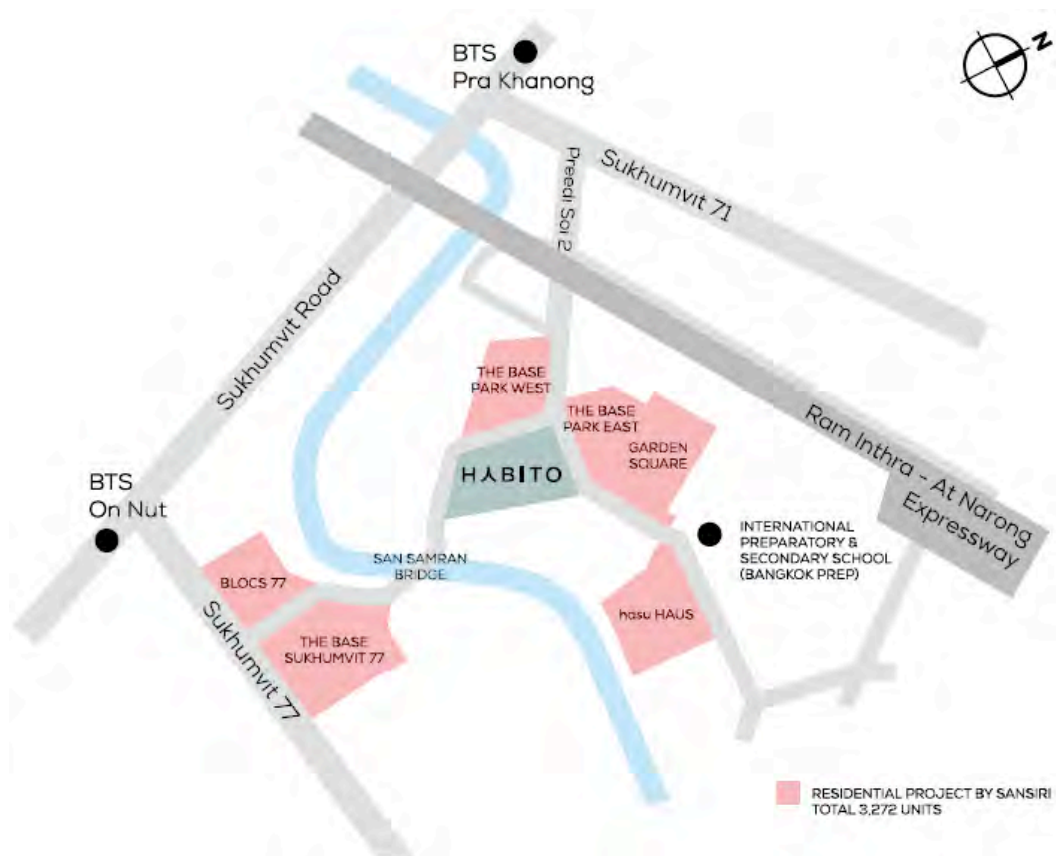 BTS
Pra Khanong
N
Sukhumvit 71
Preedi Soi 2
Sukhumvit Road
THE BASE
PARK WEST
THE BASE
PARK EAST
GARDEN
SQUARE
HABITO
Ram Inthra - At Narong
Expressway
BTS
On Nut
INTERNATIONAL
PREPARATORY &
SECONDARY SCHOOL
(BANGKOK PREP)
SAN SAMRAN
BRIDGE
BLOCS 77
hasu HAUS
THE BASE
SUKHUMVIT 77
Sukhumvit 77
RESIDENTIAL PROJECT BY SANSIRI
TOTAL 3,272 UNITS